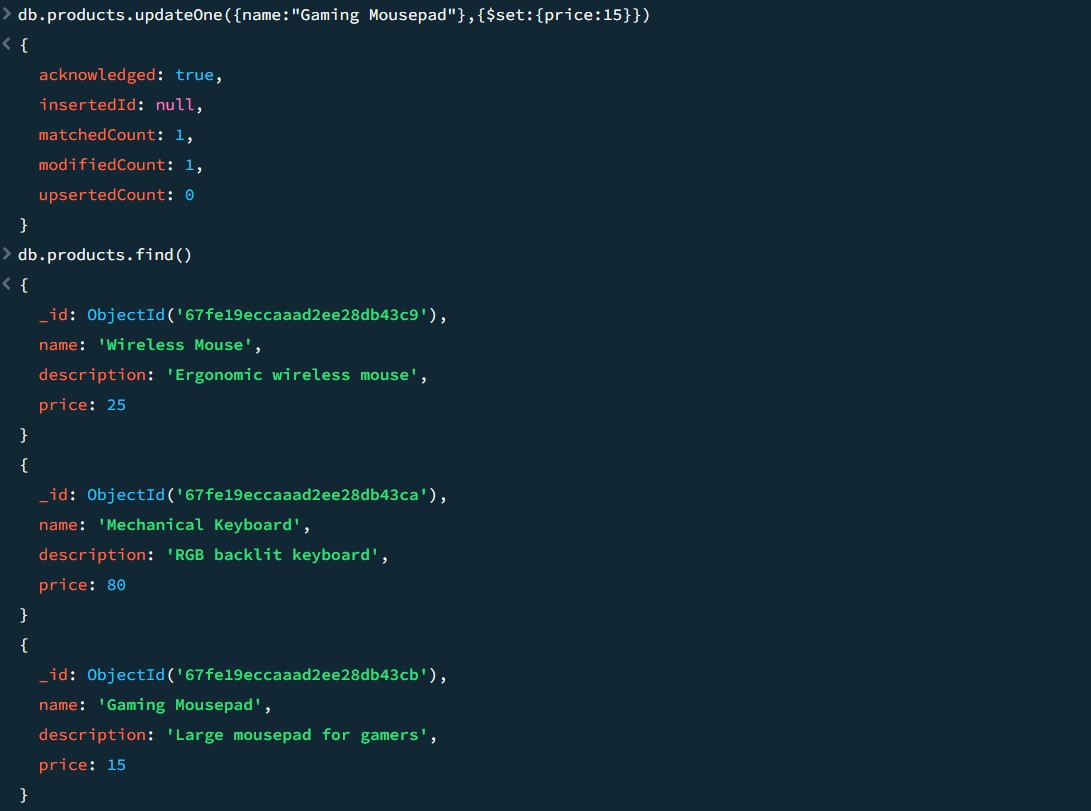 > db.products.updateOne({name:"Gaming Mousepad"},{$set:{price:15}})
< {
acknowledged: true,
insertedId: null,
matchedCount: 1,
modifiedCount: 1,
upsertedCount: 0
}
> db.products.find()
< {
_id: ObjectId('67fe19eccaaad2ee28db43c9'),
name: 'Wireless Mouse',
description: 'Ergonomic wireless mouse',
price: 25
}
{
_id: ObjectId('67fe19eccaaad2ee28db43ca'),
name: 'Mechanical Keyboard',
description: 'RGB backlit keyboard',
price: 80
}
{
_id: ObjectId('67fe19eccaaad2ee28db43cb'),
name: 'Gaming Mousepad',
description: 'Large mousepad for gamers',
price: 15
}